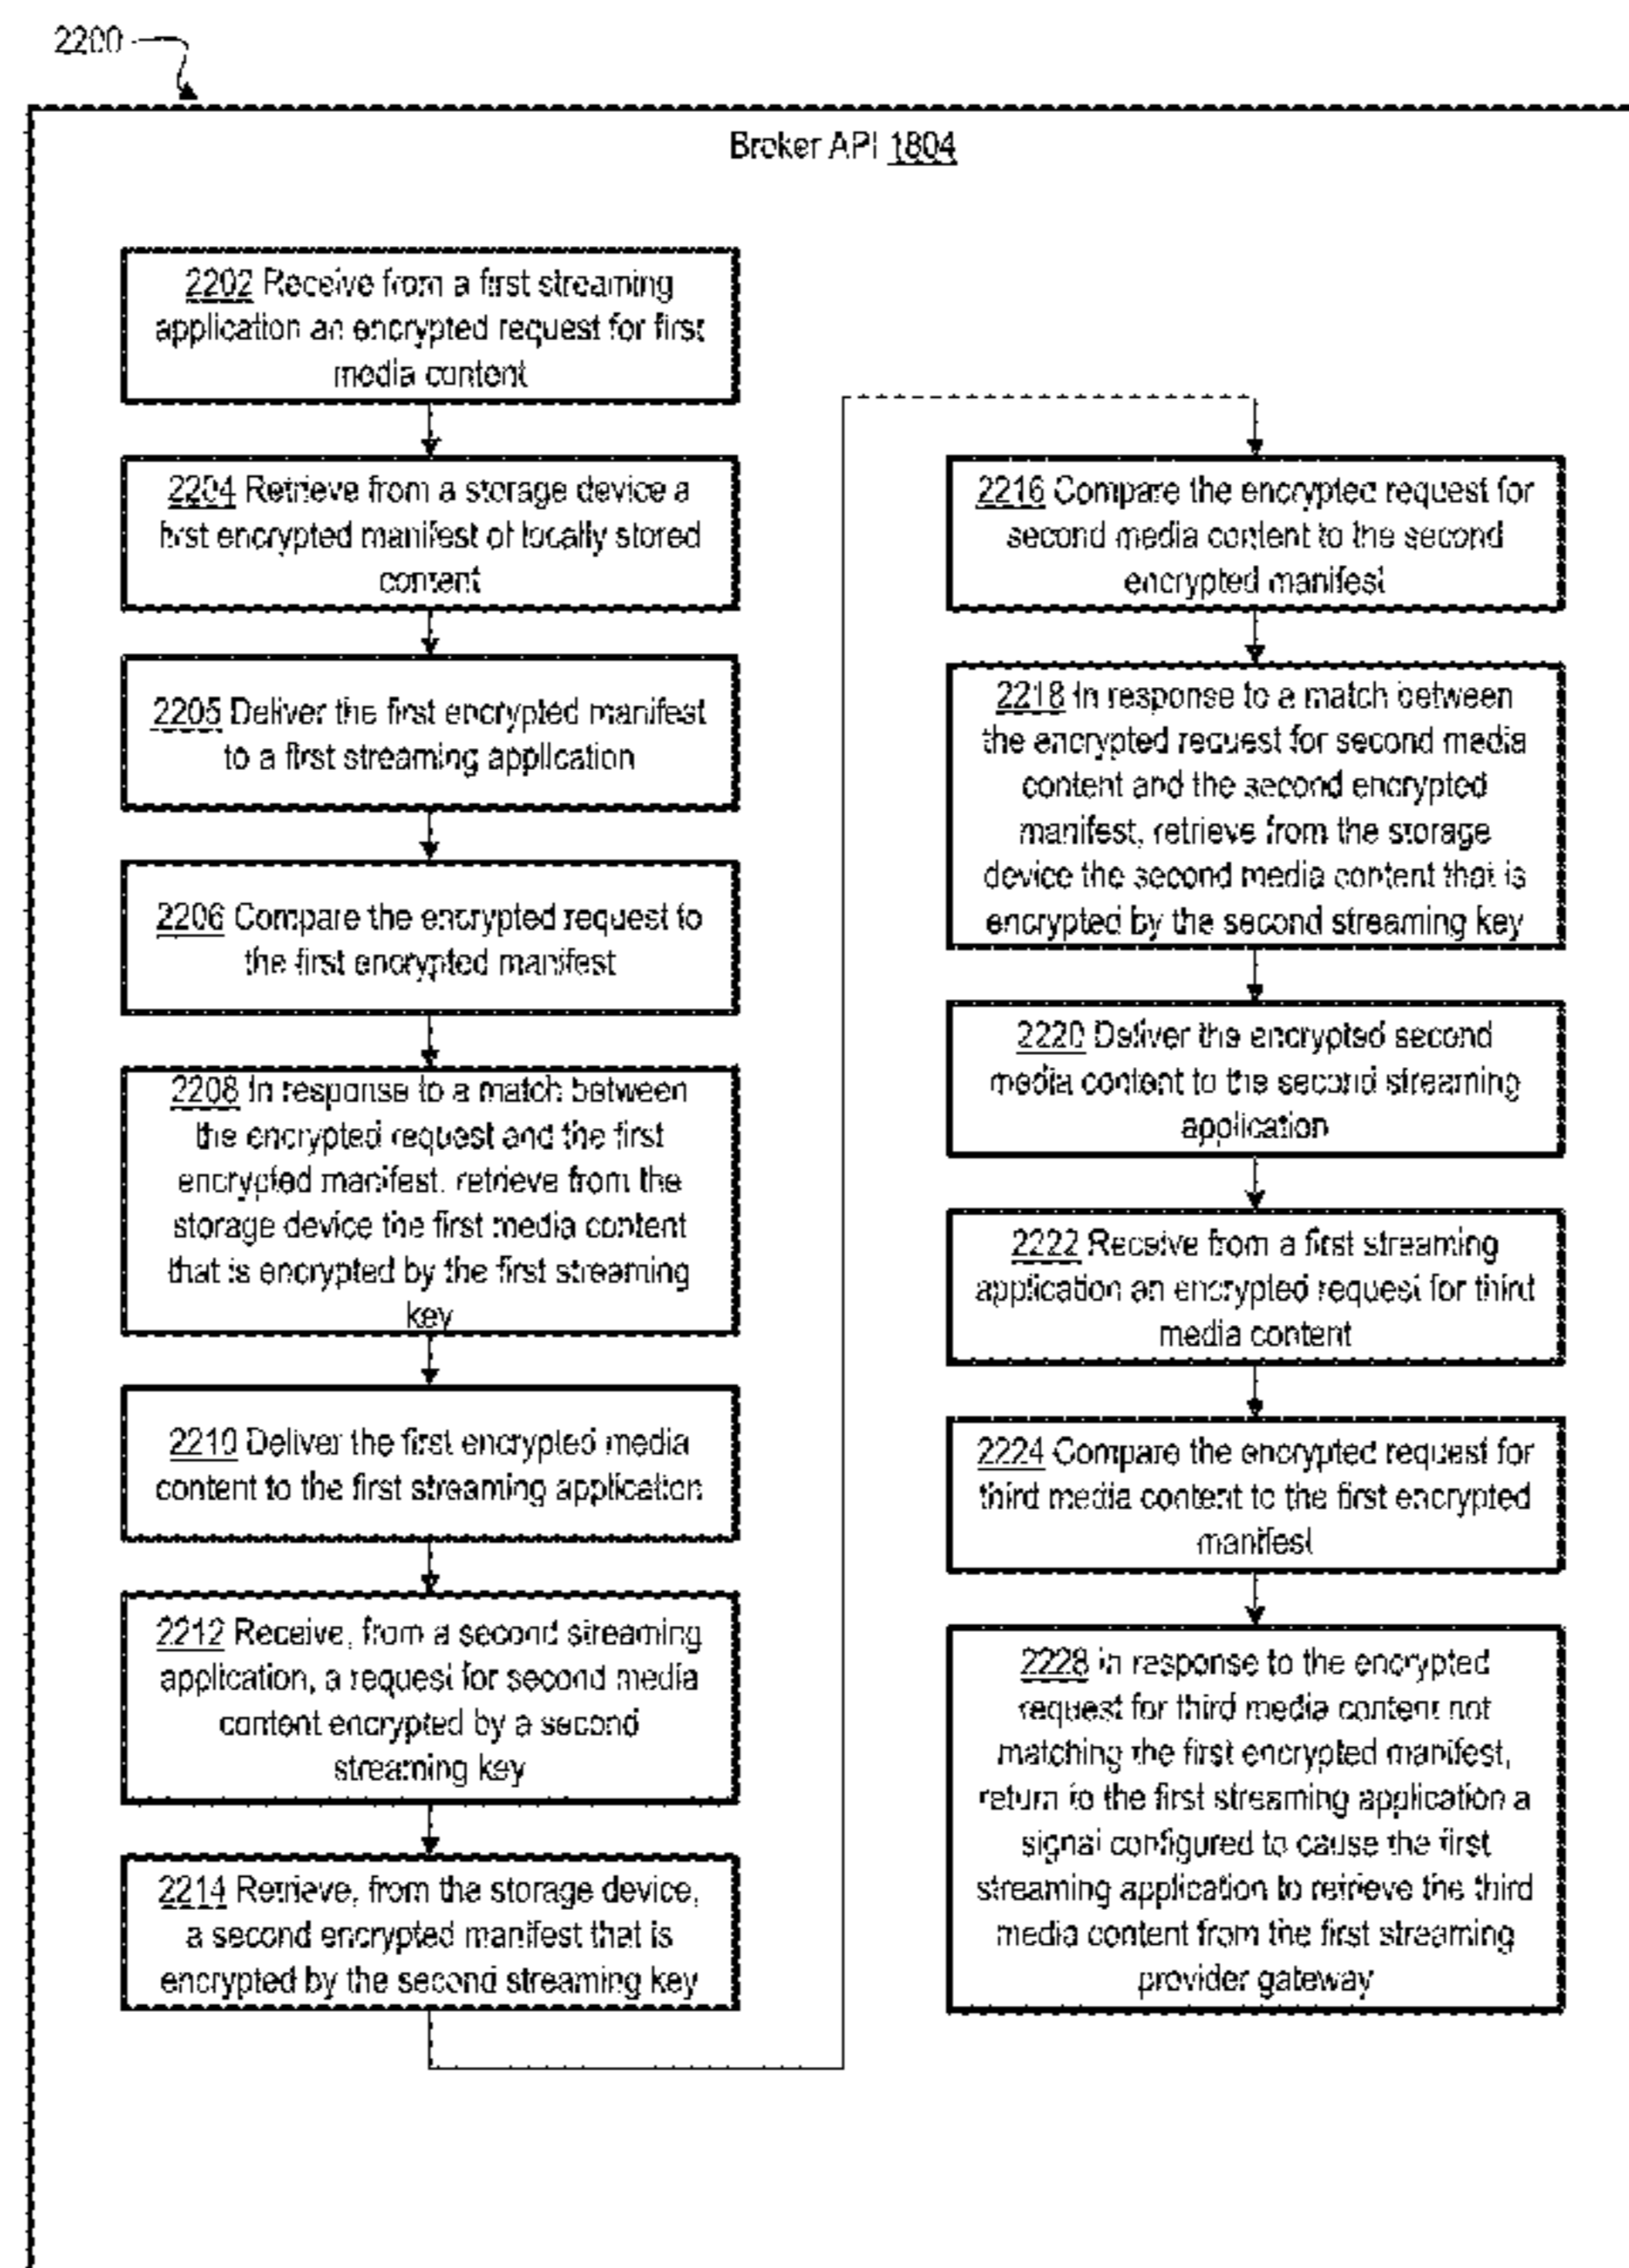 2200
Broker API 1804
2202 Receive from a first streaming
application an encrypted request for first
media content
2204 Retrieve from a storage device a
first encrypted manifest of locally stored
content
2205 Deliver the first encrypted manifest
to a first streaming application
2206 Compare the encrypted request to
the first encrypted manifest
2208 In response to a match between
the encrypted request and the first
encrypted manifest, retrieve from the
storage device the first media content
that is encrypted by the first streaming
key
2210 Deliver the first encrypted media
content to the first streaming application
2212 Receive, from a second streaming
application, a request for second media
content encrypted by a second
streaming key
2214 Retrieve, from the storage device,
a second encrypted manifest that is
encrypted by the second streaming key
2216 Compare the encrypted request for
second media content to the second
encrypted manifest
2218 In response to a match between
the encrypted request for second media
content and the second encrypted
manifest, retrieve from the storage
device the second media content that is
encrypted by the second streaming key
2220 Deliver the encrypted second
media content to the second streaming
application
2222 Receive from a first streaming
application an encrypted request for third
media content
2224 Compare the encrypted request for
third media content to the first encrypted
manifest
2228 in response to the encrypted
request for third media content not
matching the first encrypted manifest,
return to the first streaming application a
signal configured to cause the first
streaming application to retrieve the third
media content from the first streaming
provider gateway